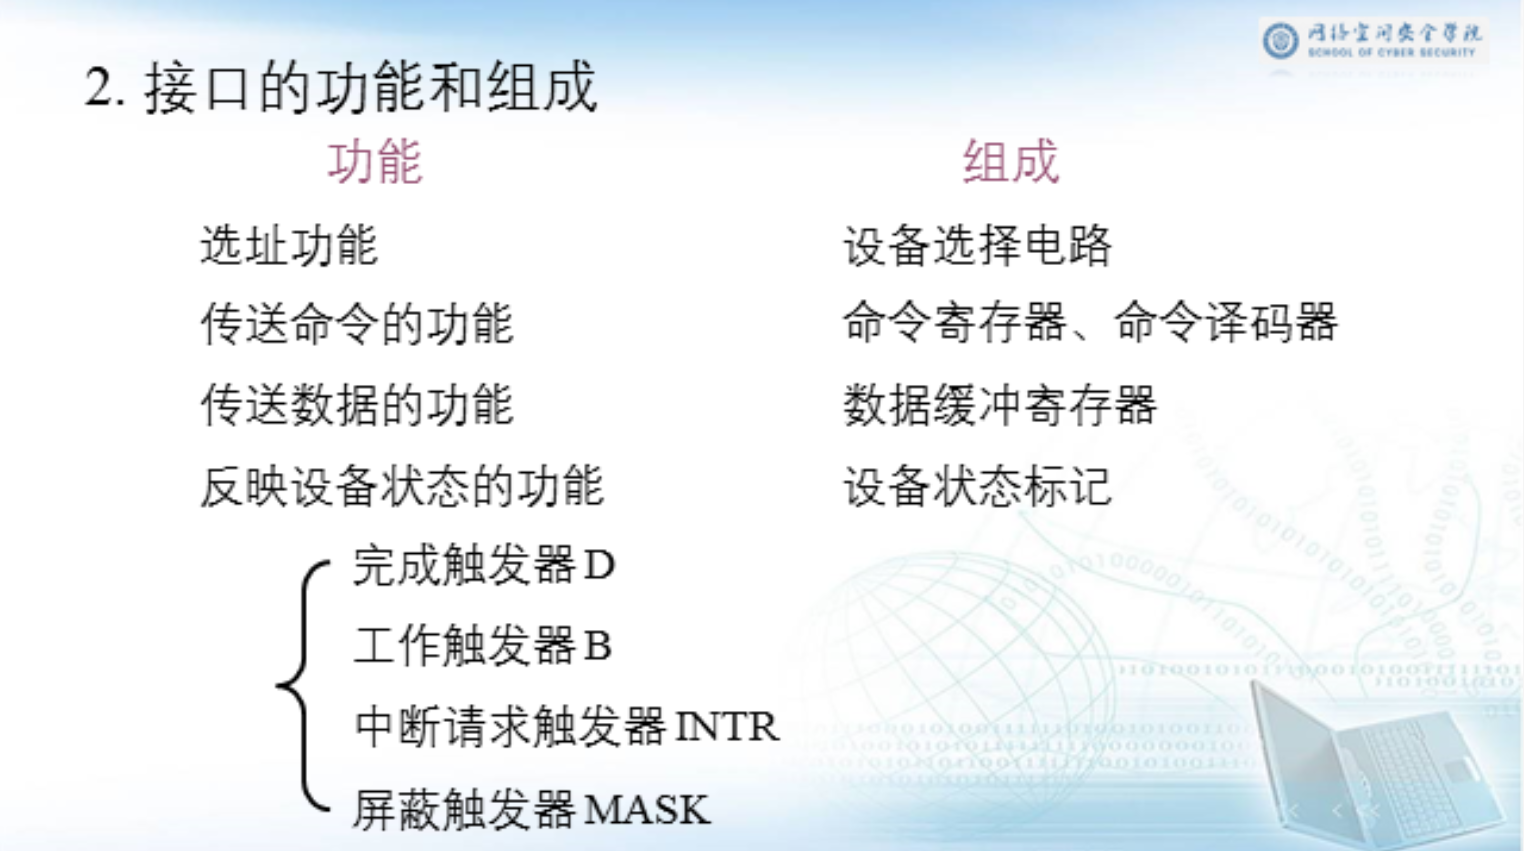 网络空间安全学院
SCHOOL OF CYBER SECURITY
2. 接口的功能和组成
功能 组成
选址功能 设备选择电路
传送命令的功能 命令寄存器、命令译码器
传送数据的功能 数据缓冲寄存器
反映设备状态的功能 设备状态标记
完成触发器 D
工作触发器 B
中断请求触发器 INTR
屏蔽触发器 MASK